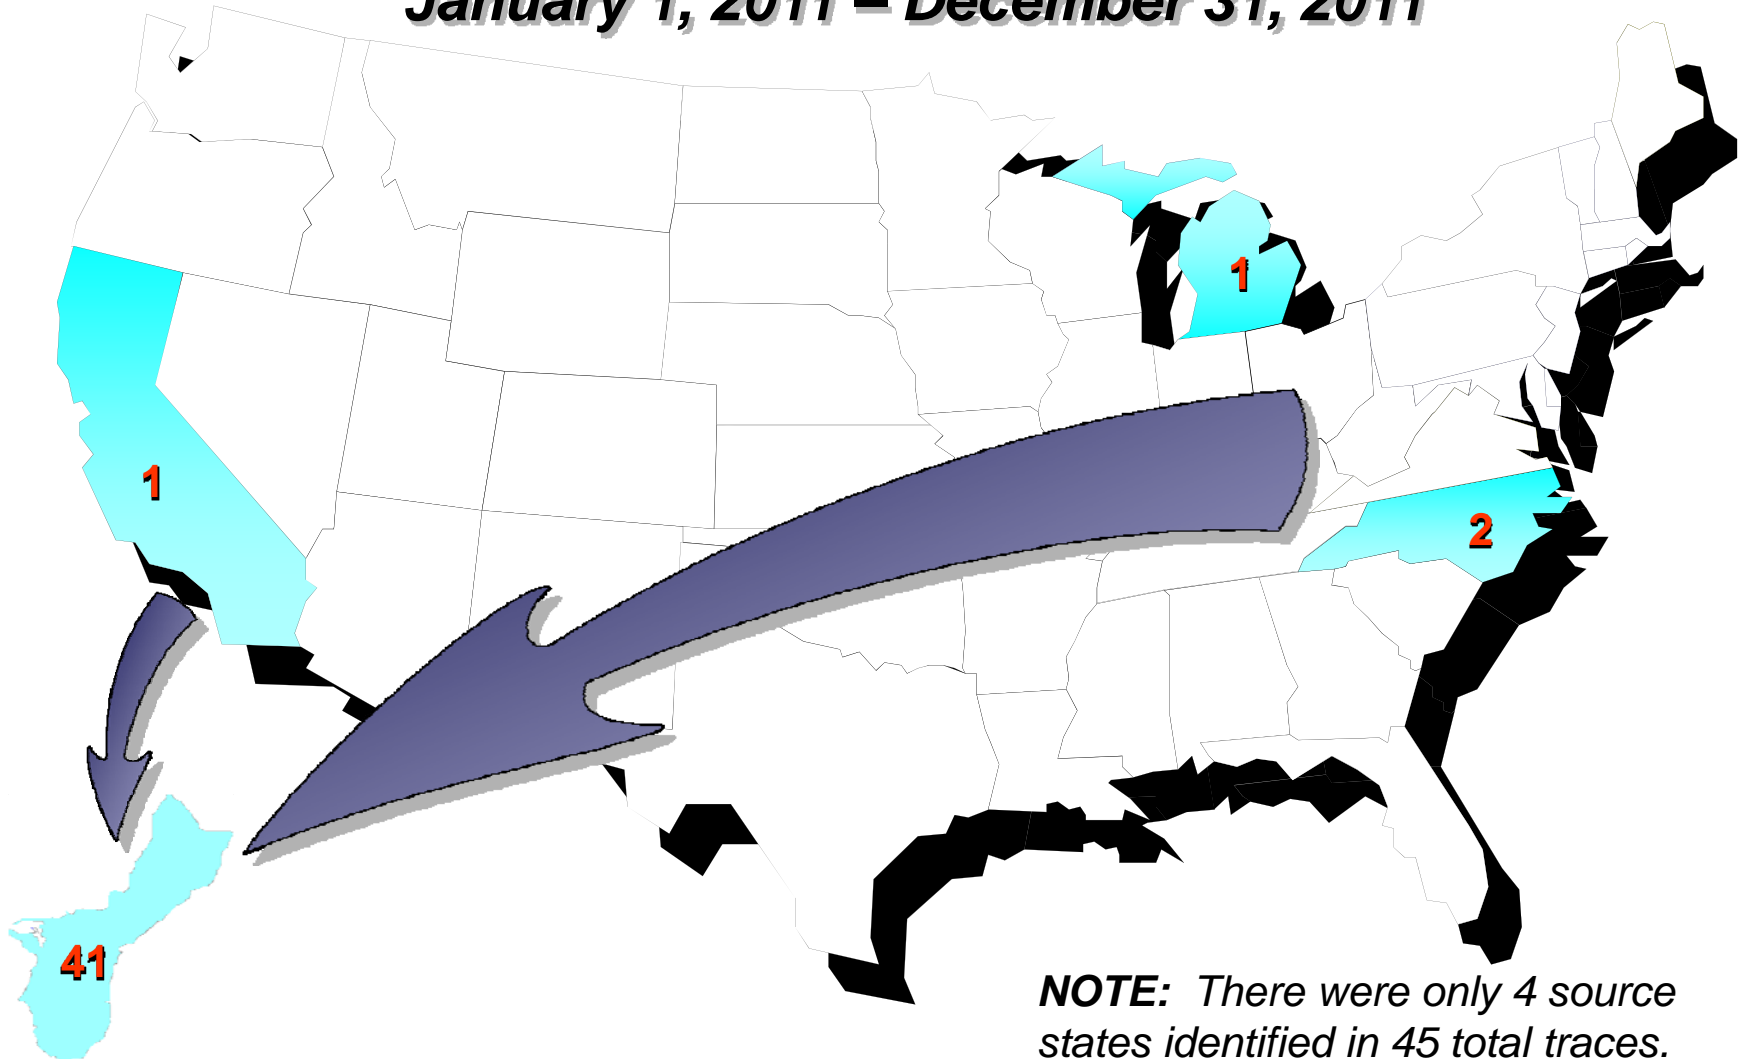 January 1, 2011 – December 31, 2011
1
1
2
41
NOTE: There were only 4 source
states identified in 45 total traces.